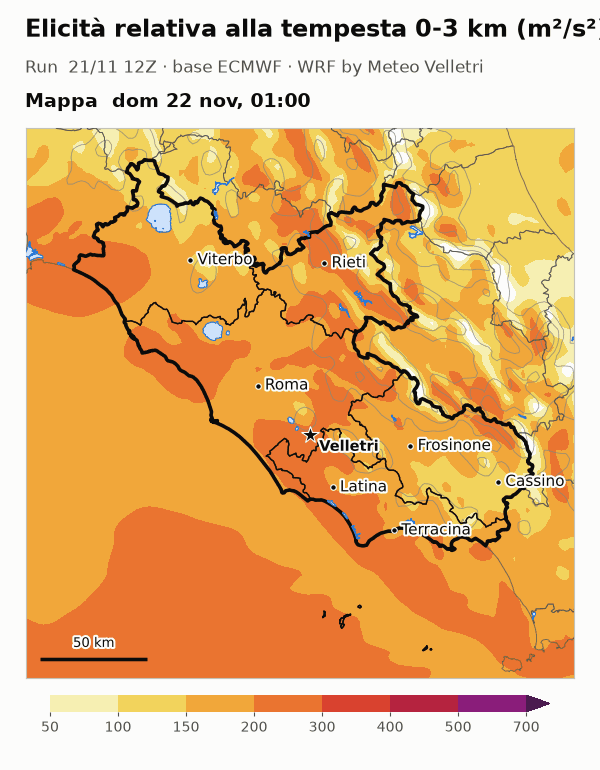 Elicità relativa alla tempesta 0-3 km (m²/s²)
Run 21/11 12Z · base ECMWF · WRF by Meteo Velletri
Mappa dom 22 nov, 01:00
Viterbo
Rieti
Roma
Velletri
Frosinone
Cassino
Latina
Terracina
50 km
50 100 150 200 300 400 500 700